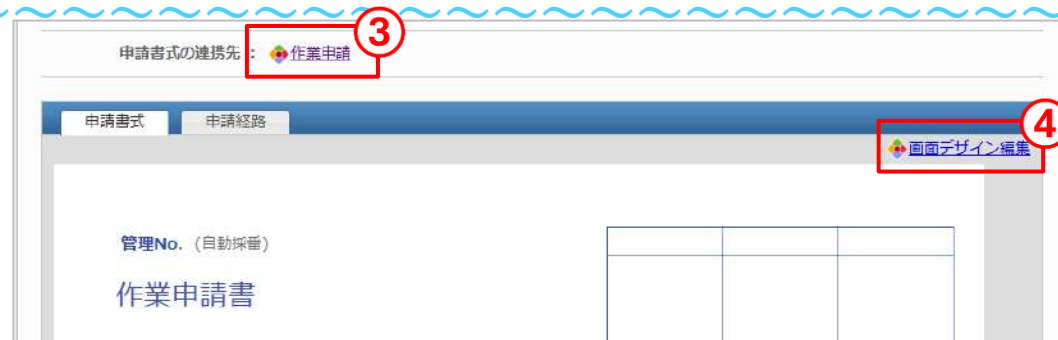 ③
申請書式の連携先 : 作業申請
申請書式 申請経路
④
画面デザイン編集
管理No. (自動採番)
作業申請書